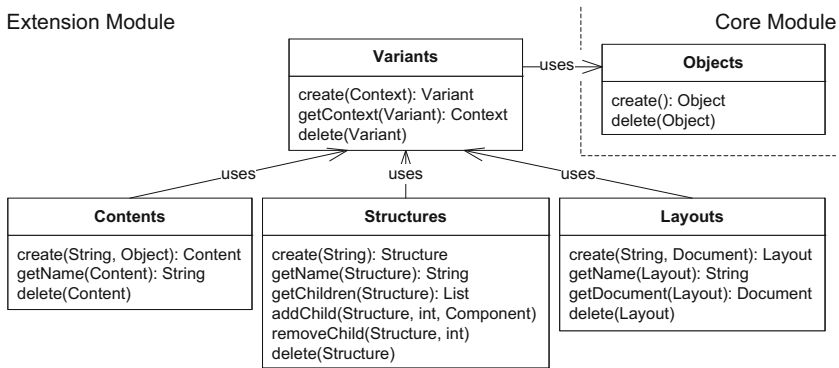 Extension Module
Core Module
Variants
create(Context): Variant
getContext(Variant): Context
delete(Variant)
uses
Objects
create(): Object
delete(Object)
uses
uses
uses
Contents
create(String, Object): Content
getName(Content): String
delete(Content)
Structures
create(String): Structure
getName(Structure): String
getChildren(Structure): List
addChild(Structure, int, Component)
removeChild(Structure, int)
delete(Structure)
Layouts
create(String, Document): Layout
getName(Layout): String
getDocument(Layout): Document
delete(Layout)